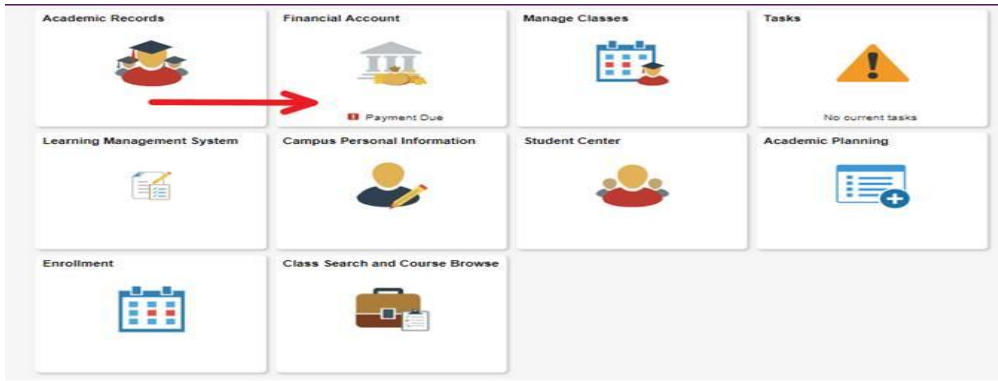 Academic Records
Financial Account
Manage Classes
Tasks
Payment Due
No current tasks
Learning Management System
Campus Personal Information
Student Center
Academic Planning
Enrollment
Class Search and Course Browse